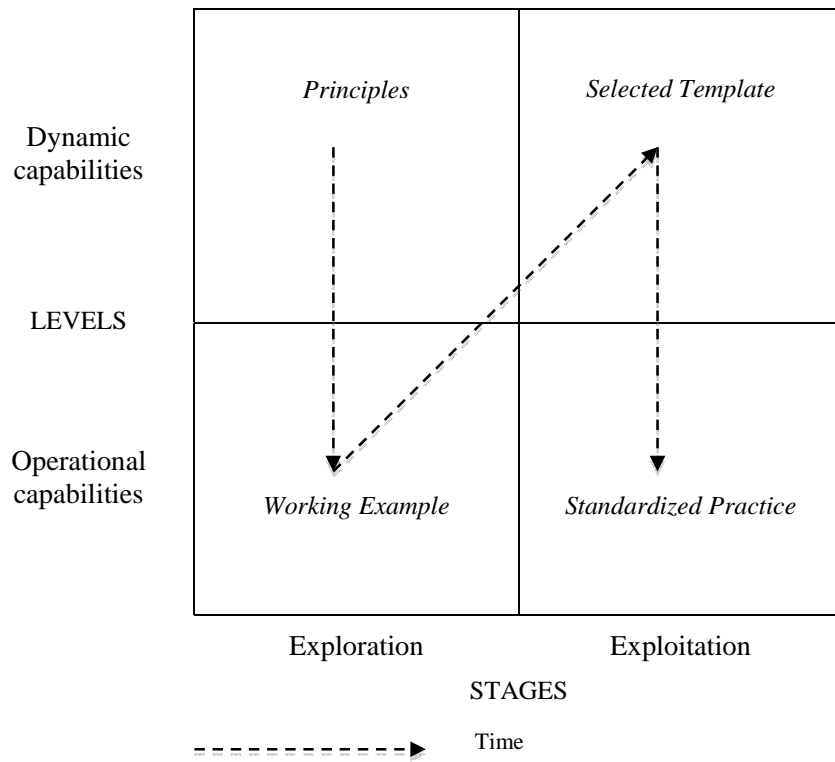 Principles
Selected Template
Dynamic
capabilities
LEVELS
Operational
capabilities
Working Example
Standardized Practice
Exploration
Exploitation
STAGES
Time